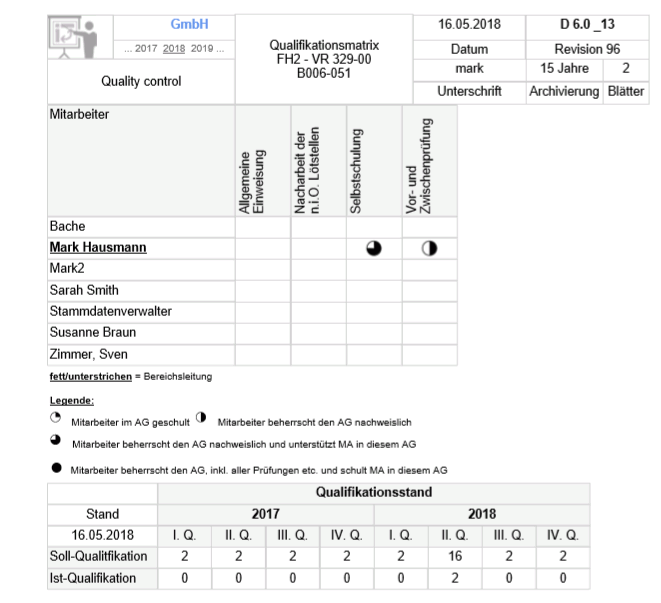 GmbH
... 2017 2018 2019 ...
Quality control
Qualifikationsmatrix
FH2 - VR 329-00
B006-051
16.05.2018 D 6.0 _13
Datum Revision 96
mark 15 Jahre 2
Unterschrift Archivierung Blätter
Mitarbeiter
Allgemeine
Einweisung
Nacharbeit der
n.i.O. Lötstellen
Selbstschulung
Vor- und
Zwischenprüfung
Bache
Mark Hausmann
Mark2
Sarah Smith
Stammdatenverwalter
Susanne Braun
Zimmer, Sven
fett/unterstrichen = Bereichsleitung
Legende:
Mitarbeiter im AG geschult Mitarbeiter beherrscht den AG nachweislich
Mitarbeiter beherrscht den AG nachweislich und unterstützt MA in diesem AG
Mitarbeiter beherrscht den AG, inkl. aller Prüfungen etc. und schult MA in diesem AG
Qualifikationsstand
Stand 2017 2018
16.05.2018 I. Q. II. Q. III. Q. IV. Q. I. Q. II. Q. III. Q. IV. Q.
Soll-Qualitfikation 2 2 2 2 2 16 2 2
Ist-Qualifikation 0 0 0 0 0 2 0 0